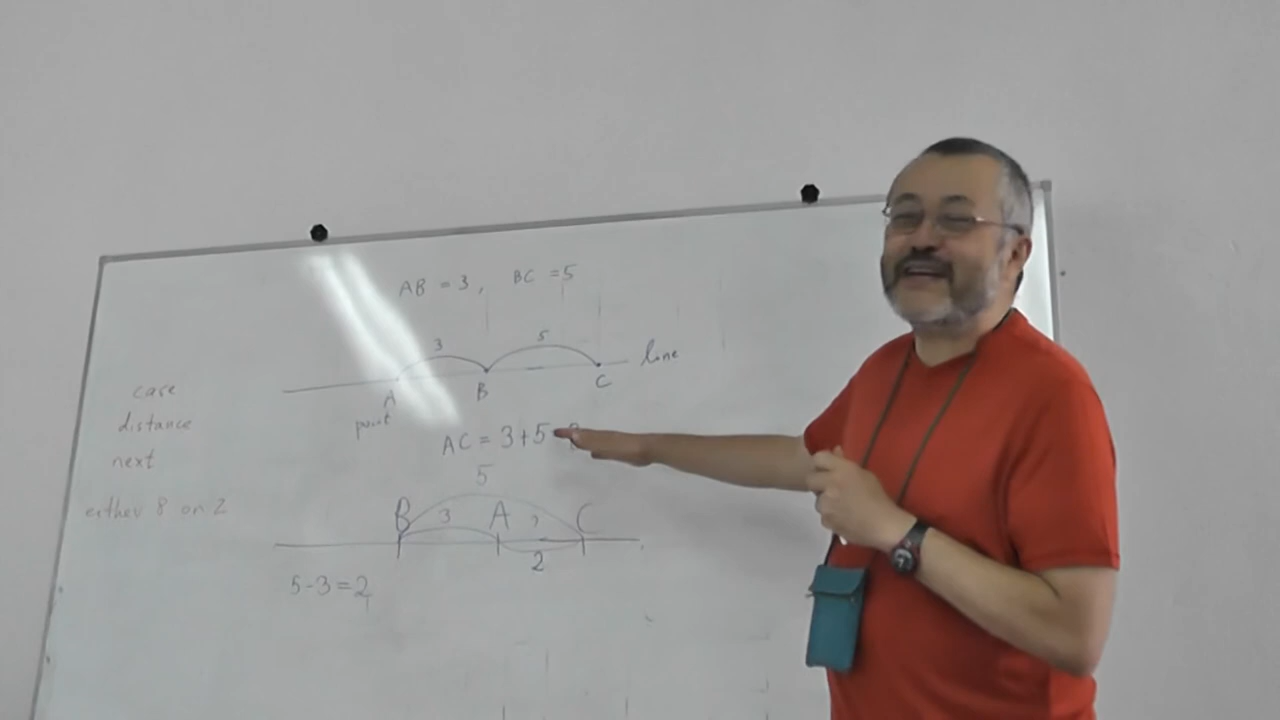 AB = 3, BC = 5
3 5
line
A B C
point
case
distance
next
either 8 or 2
AC = 3+5
5
B 3 A , C
2
5-3=2